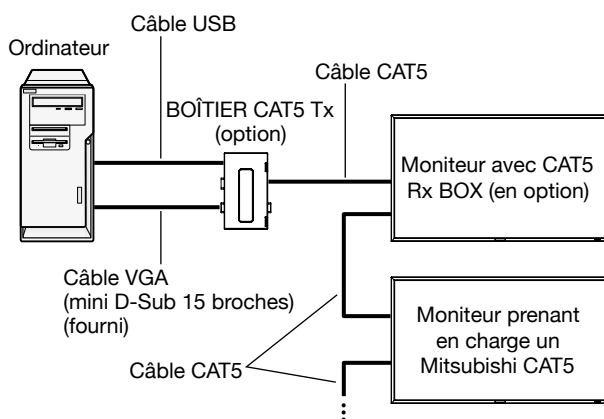 Câble USB
Ordinateur
Câble CAT5
BOÎTIER CAT5 Tx
(option)
Moniteur avec CAT5
Rx BOX (en option)
Câble VGA
(mini D-Sub 15 broches)
(fourni)
Moniteur prenant
en charge un
Mitsubishi CAT5
Câble CAT5